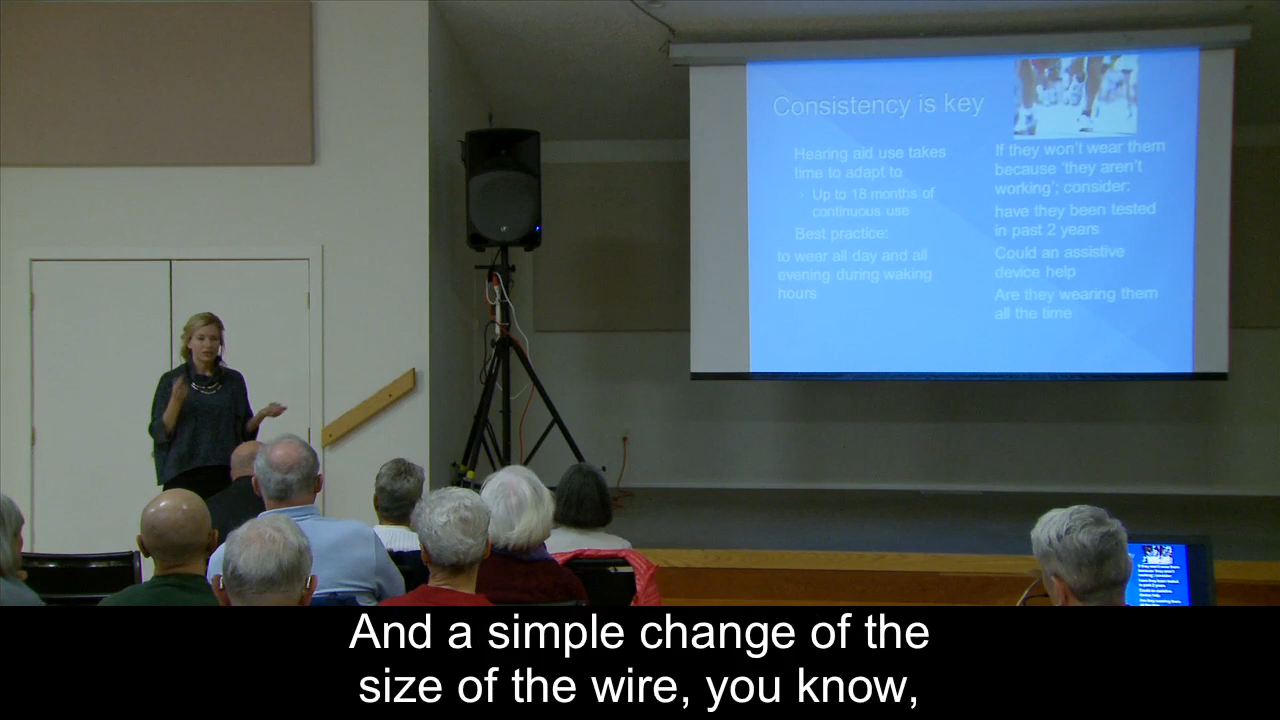 Consistency is key
Hearing aid use takes
time to adapt to
Up to 18 months of
continuous use
Best practice:
to wear all day and all
evening during waking
hours
If they won't wear them
because 'they aren't
working'; consider:
have they been tested
in past 2 years
Could an assistive
device help
Are they wearing them
all the time
And a simple change of the
size of the wire, you know,